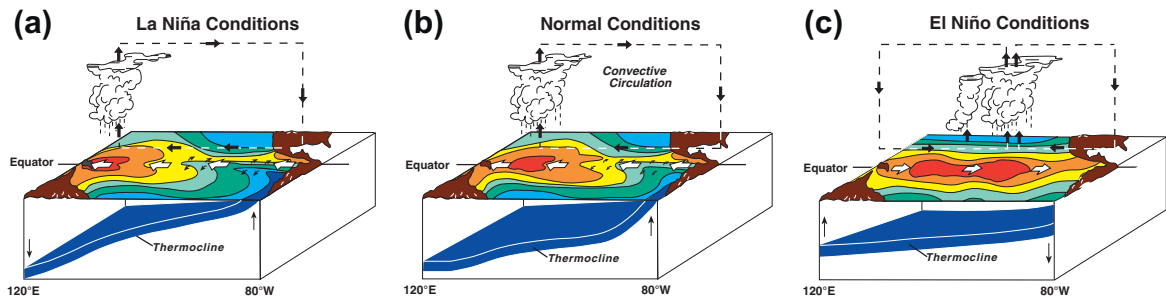 (a)
La Niña Conditions
Equator
Thermocline
120°E
80°W
(b)
Normal Conditions
Convective
Circulation
Equator
Thermocline
120°E
80°W
(c)
El Niño Conditions
Equator
Thermocline
120°E
80°W